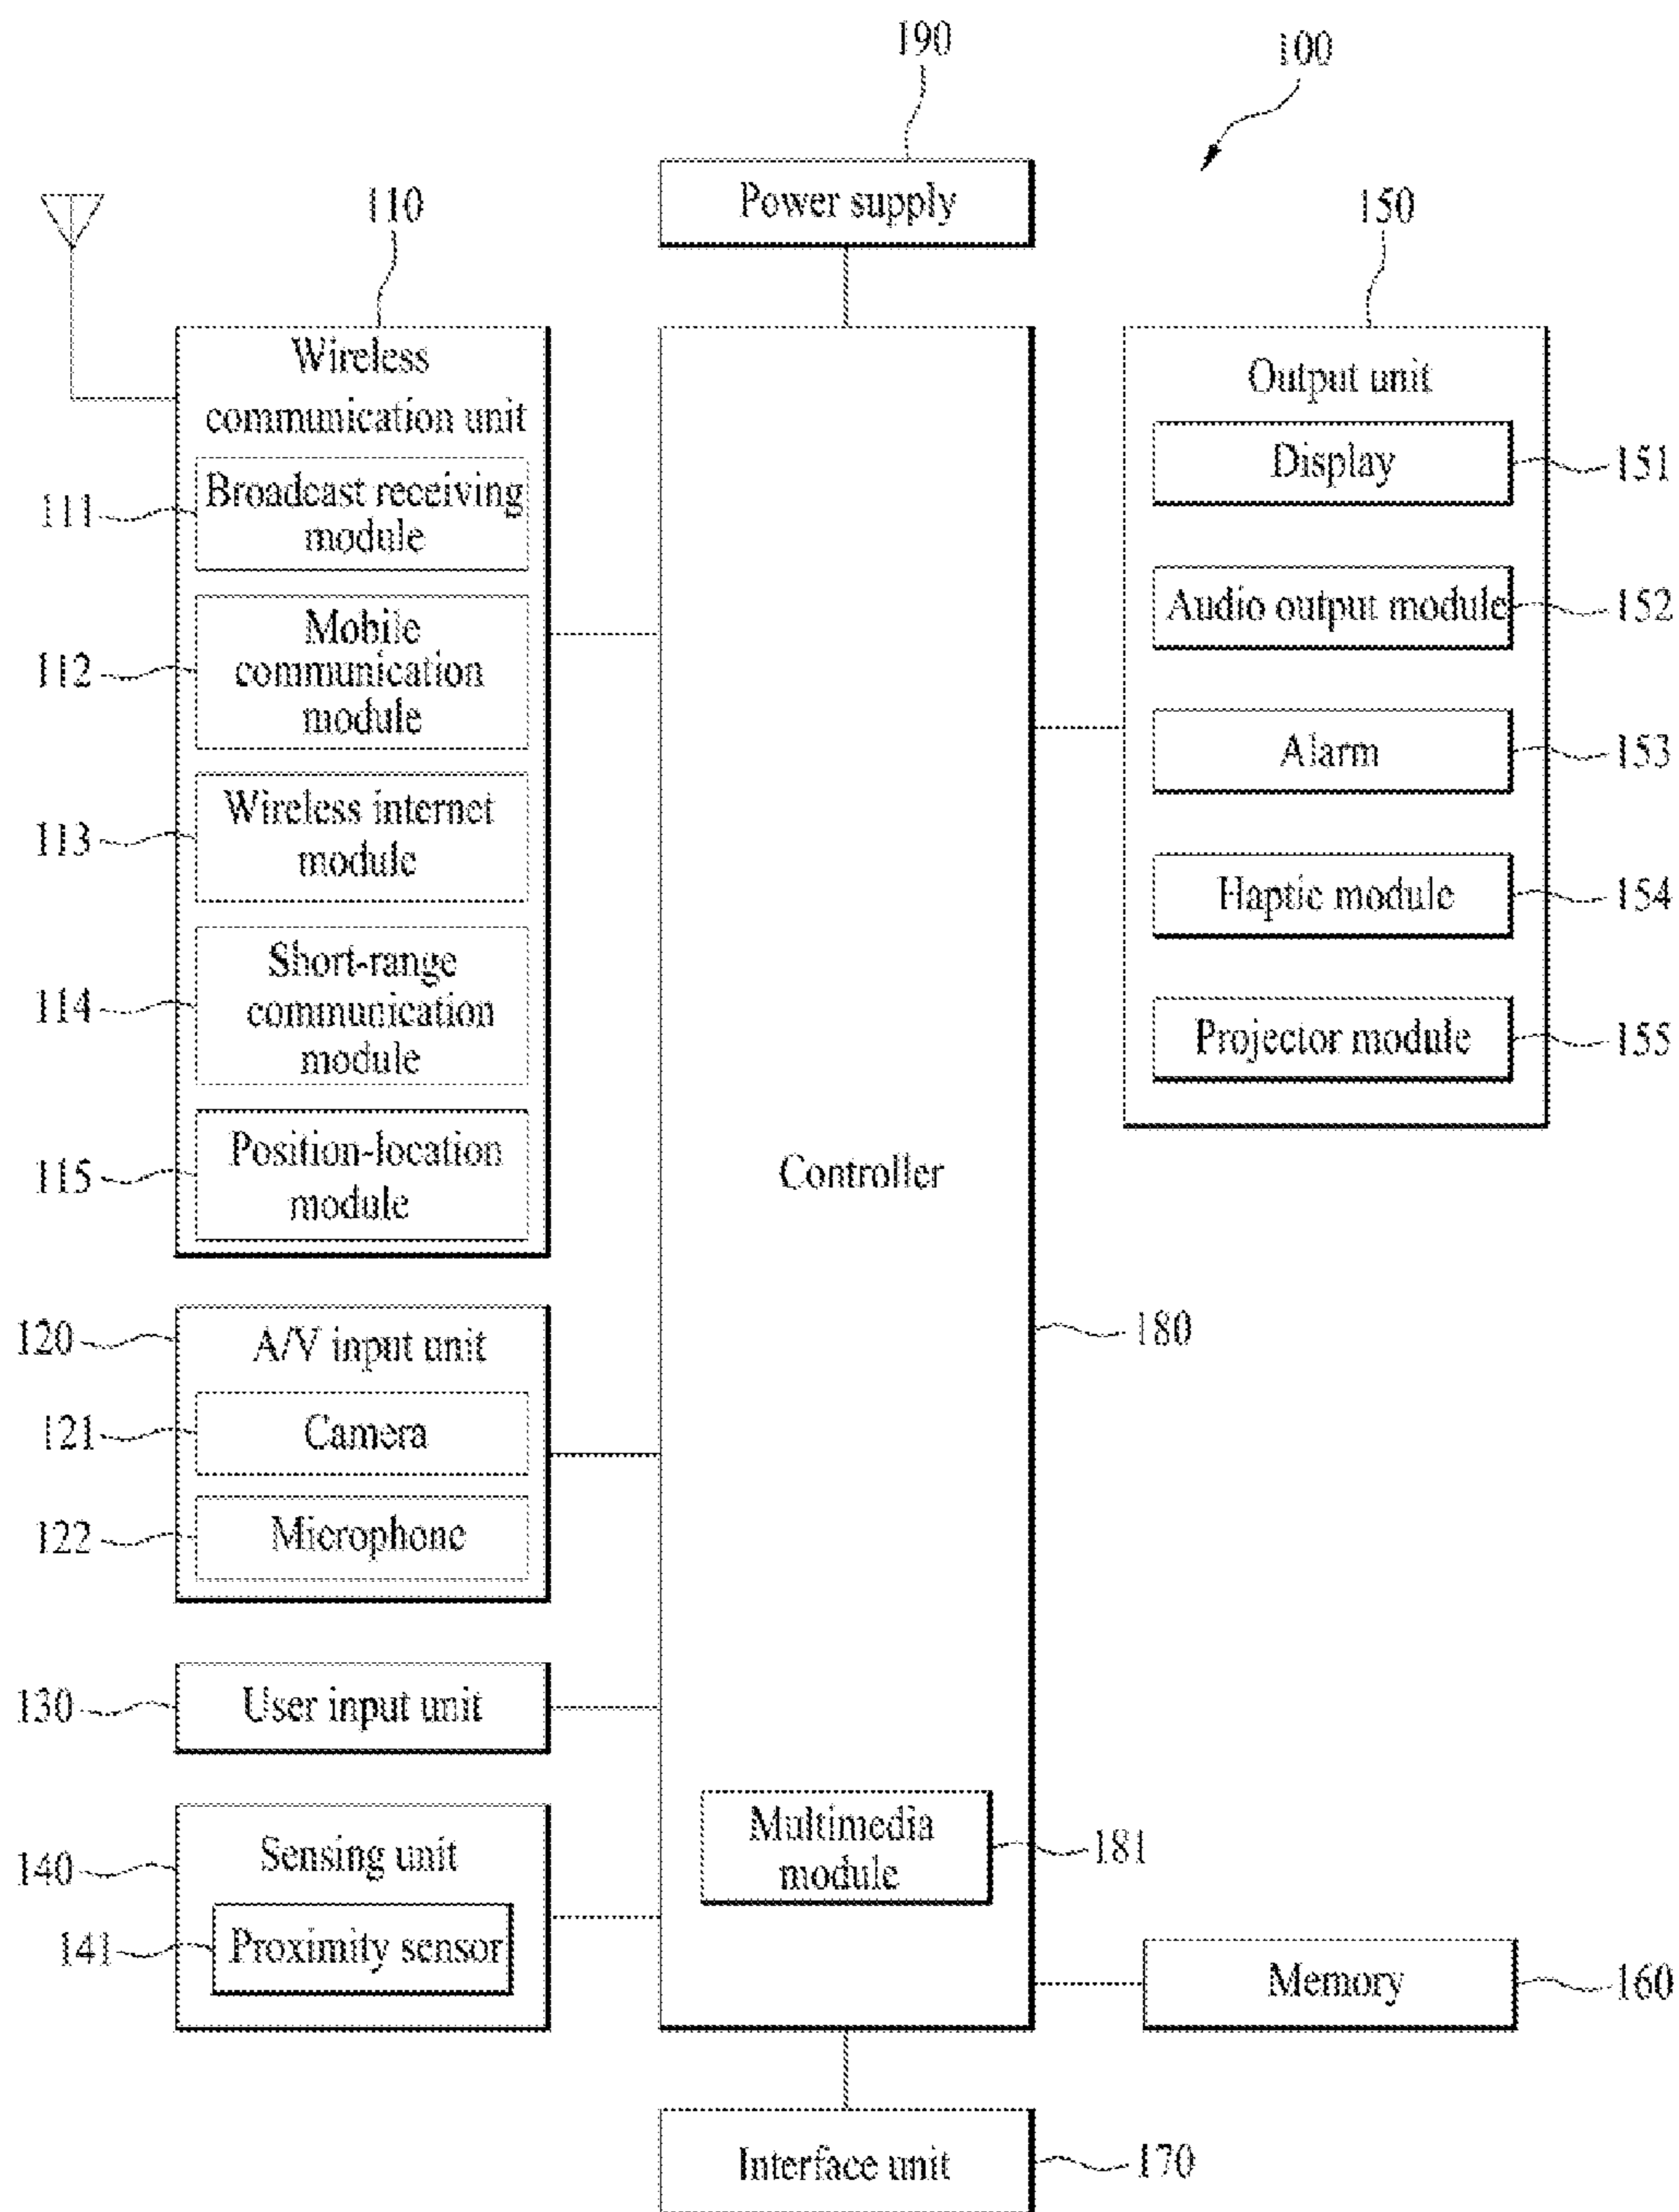 190
100
Power supply
110
150
Wireless
communication unit
111
Broadcast receiving
module
112
Mobile
communication
module
113
Wireless internet
module
114
Short-range
communication
module
115
Position-location
module
Output unit
Display
151
Audio output module
152
Alarm
153
Haptic module
154
Projector module
155
Controller
180
120
A/V input unit
121
Camera
122
Microphone
130
User input unit
140
Sensing unit
141
Proximity sensor
Multimedia
module
181
Memory
160
Interface unit
170